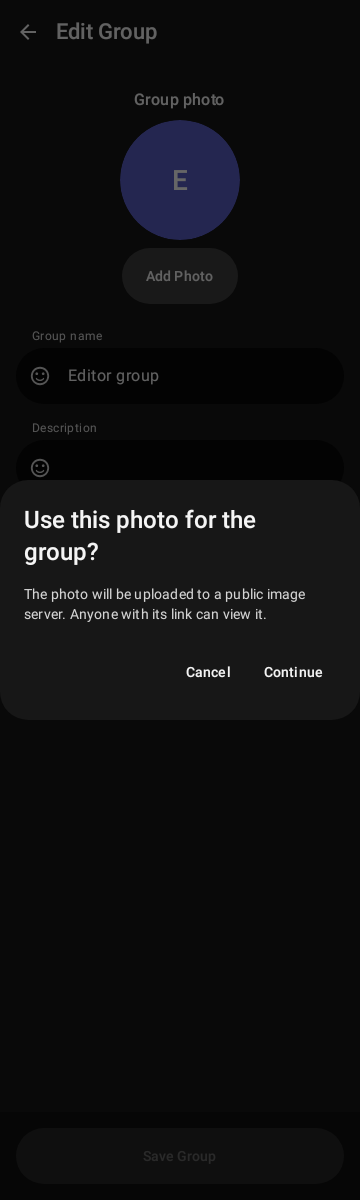 Edit Group
Group photo
E
Add Photo
Group name
Editor group
Description
Use this photo for the
group?
The photo will be uploaded to a public image
server. Anyone with its link can view it.
Cancel
Continue
Save Group